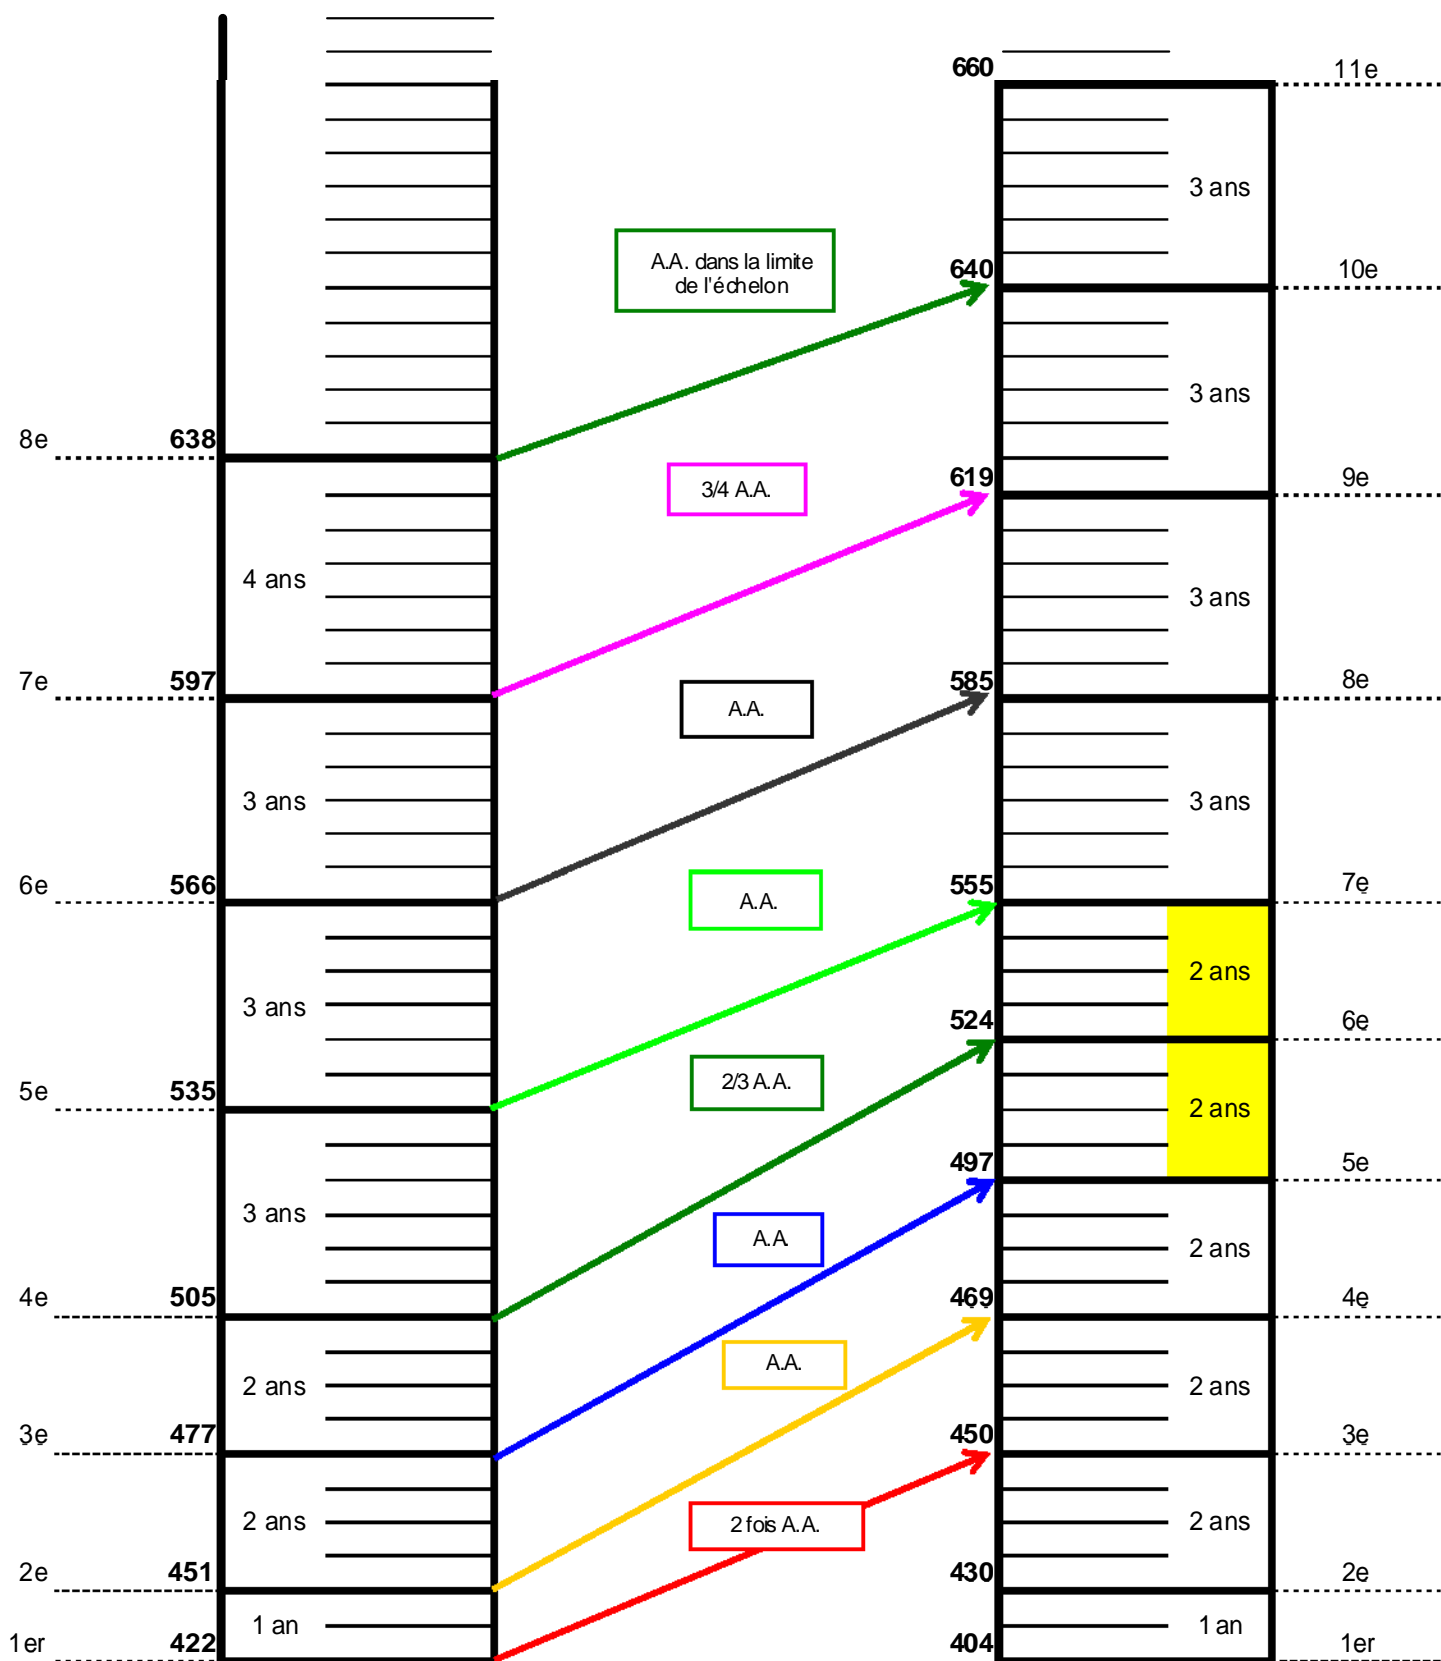 660
11e
3 ans
A.A. dans la limite
de l'échelon
640
10e
3 ans
8e
638
3/4 A.A.
619
9e
4 ans
3 ans
7e
597
A.A.
585
8e
3 ans
3 ans
6e
566
A.A.
555
7e
3 ans
2 ans
524
6e
5e
535
2/3 A.A.
2 ans
497
5e
3 ans
A.A.
2 ans
4e
505
469
4e
2 ans
A.A.
2 ans
3e
477
450
3e
2 ans
2 fois A.A.
2 ans
2e
451
430
2e
1 an
1 an
1er
422
404
1er